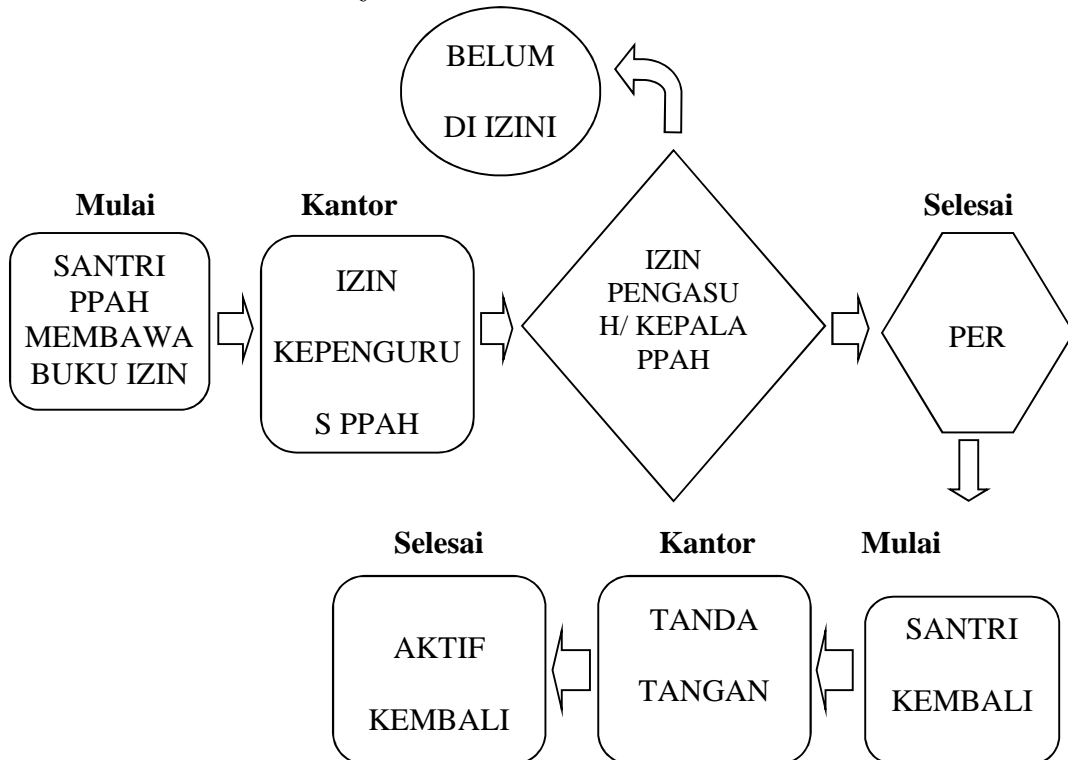 BELUM
DI IZINI
Mulai
Kantor
Selesai
SANTRI
PPAH
MEMBAWA
BUKU IZIN
IZIN
KEPENGURU
S PPAH
IZIN
PENGASU
H/ KEPALA
PPAH
PER
Selesai
Kantor
Mulai
AKTIF
KEMBALI
TANDA
TANGAN
SANTRI
KEMBALI